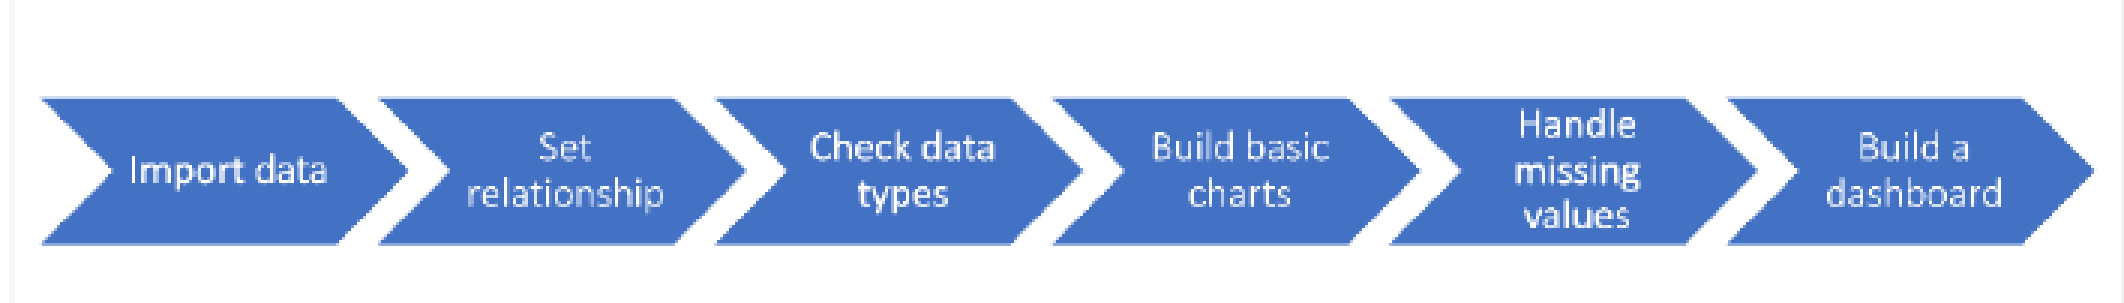 Import data
Set
relationship
Check data
types
Build basic
charts
Handle
missing
values
Build a
dashboard